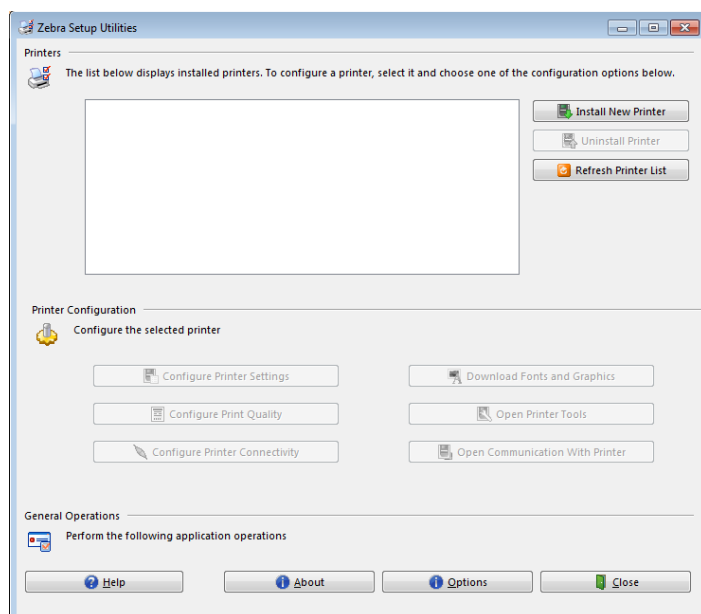 Zebra Setup Utilities
Printers
The list below displays installed printers. To configure a printer, select it and choose one of the configuration options below.
Install New Printer
Uninstall Printer
Refresh Printer List
Printer Configuration
Configure the selected printer
Configure Printer Settings
Download Fonts and Graphics
Configure Print Quality
Open Printer Tools
Configure Printer Connectivity
Open Communication With Printer
General Operations
Perform the following application operations
Help
About
Options
Close